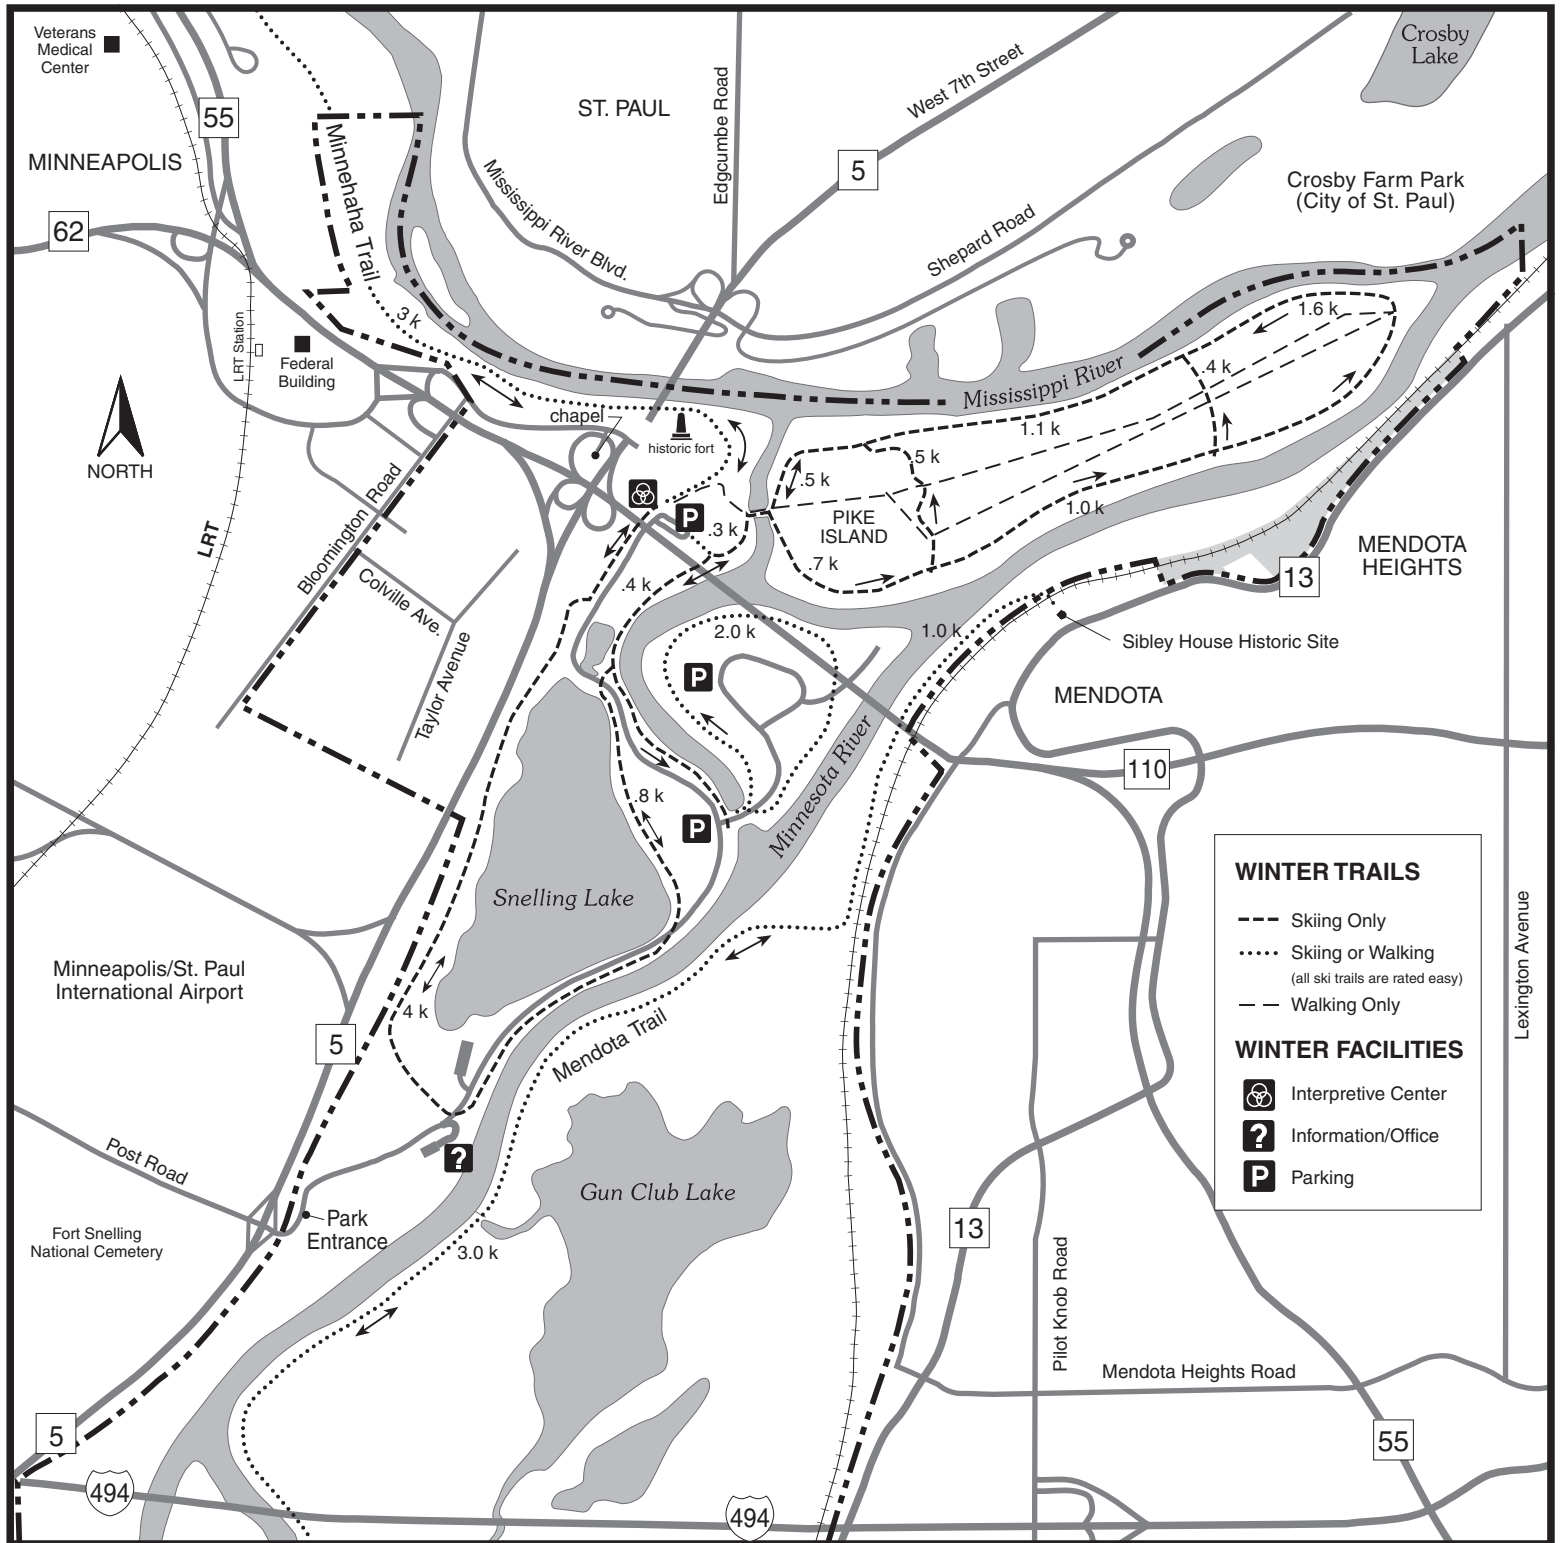 Veterans
Medical
Center
55
MINNEAPOLIS
62
Minnehaha Trail
3 k
LRT Station
Federal
Building
NORTH
ST. PAUL
Mississippi River Blvd.
Edgcumbe Road
West 7th Street
5
Shepard Road
Crosby
Lake
Crosby Farm Park
(City of St. Paul)
Mississippi River
1.6 k
.4 k
1.1 k
.5 k
.5 k
1.0 k
PIKE
ISLAND
.7 k
chapel
historic fort
P
.3 k
.4 k
LRT
Bloomington Road
Colville Ave.
Taylor Avenue
2.0 k
P
1.0 k
MENDOTA
HEIGHTS
13
Sibley House Historic Site
MENDOTA
110
Minnesota River
.8 k
P
Snelling Lake
4 k
Minneapolis/St. Paul
International Airport
5
Mendota Trail
Post Road
?
Park
Entrance
Fort Snelling
National Cemetery
3.0 k
Gun Club Lake
13
Pilot Knob Road
Mendota Heights Road
Lexington Avenue
55
5
494
494
WINTER TRAILS
Skiing Only
Skiing or Walking
(all ski trails are rated easy)
Walking Only
WINTER FACILITIES
Interpretive Center
? Information/Office
P Parking